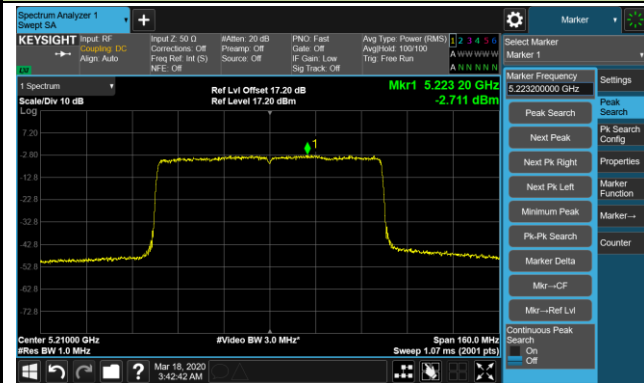 Spectrum Analyzer 1
Swept SA
Marker
KEYSIGHT
Input: RF
Coupling: DC
Align: Auto
Input Z: 50 Ω
Corrections: Off
Freq Ref: Int (S)
NFE: Off
#Atten: 20 dB
Preamp: Off
Source: Off
PNO: Fast
Gate: Off
IF Gain: Low
Sig Track: Off
Avg Type: Power (RMS)
Avg|Hold: 100/100
Trig: Free Run
1 2 3 4 5 6
A W W W W W
A N N N N N
Select Marker
Marker 1
1 Spectrum
Scale/Div 10 dB
Log
Ref Lvl Offset 17.20 dB
Ref Level 17.20 dBm
Mkr1 5.223 20 GHz
-2.711 dBm
7.20
-2.80
-12.8
-22.8
-32.8
-42.8
-52.8
-62.8
-72.8
1
Center 5.21000 GHz
#Res BW 1.0 MHz
#Video BW 3.0 MHz*
Span 160.0 MHz
Sweep 1.07 ms (2001 pts)
Marker Frequency
5.223200000 GHz
Peak Search
Next Peak
Next Pk Right
Next Pk Left
Minimum Peak
Pk-Pk Search
Marker Delta
Mkr→CF
Mkr→Ref Lvl
Continuous Peak
Search
On
Off
Settings
Peak
Search
Pk Search
Config
Properties
Marker
Function
Marker→
Counter
?
Mar 18, 2020
3:42:42 AM